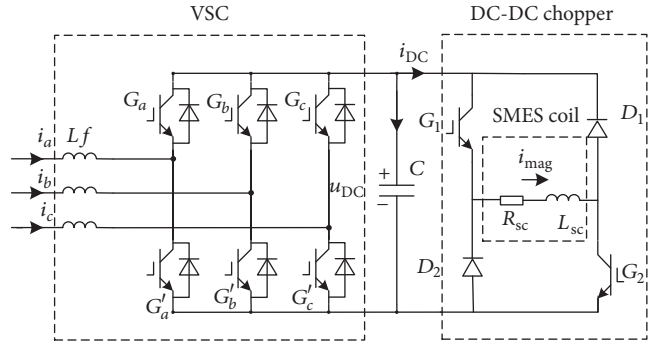 VSC
DC-DC chopper
i_DC
G_a
G_b
G_c
G_1
SMES coil
D_1
i_a
Lf
i_mag
i_b
u_DC
+
C
−
i_c
R_sc
L_sc
D_2
G_2
G'_a
G'_b
G'_c